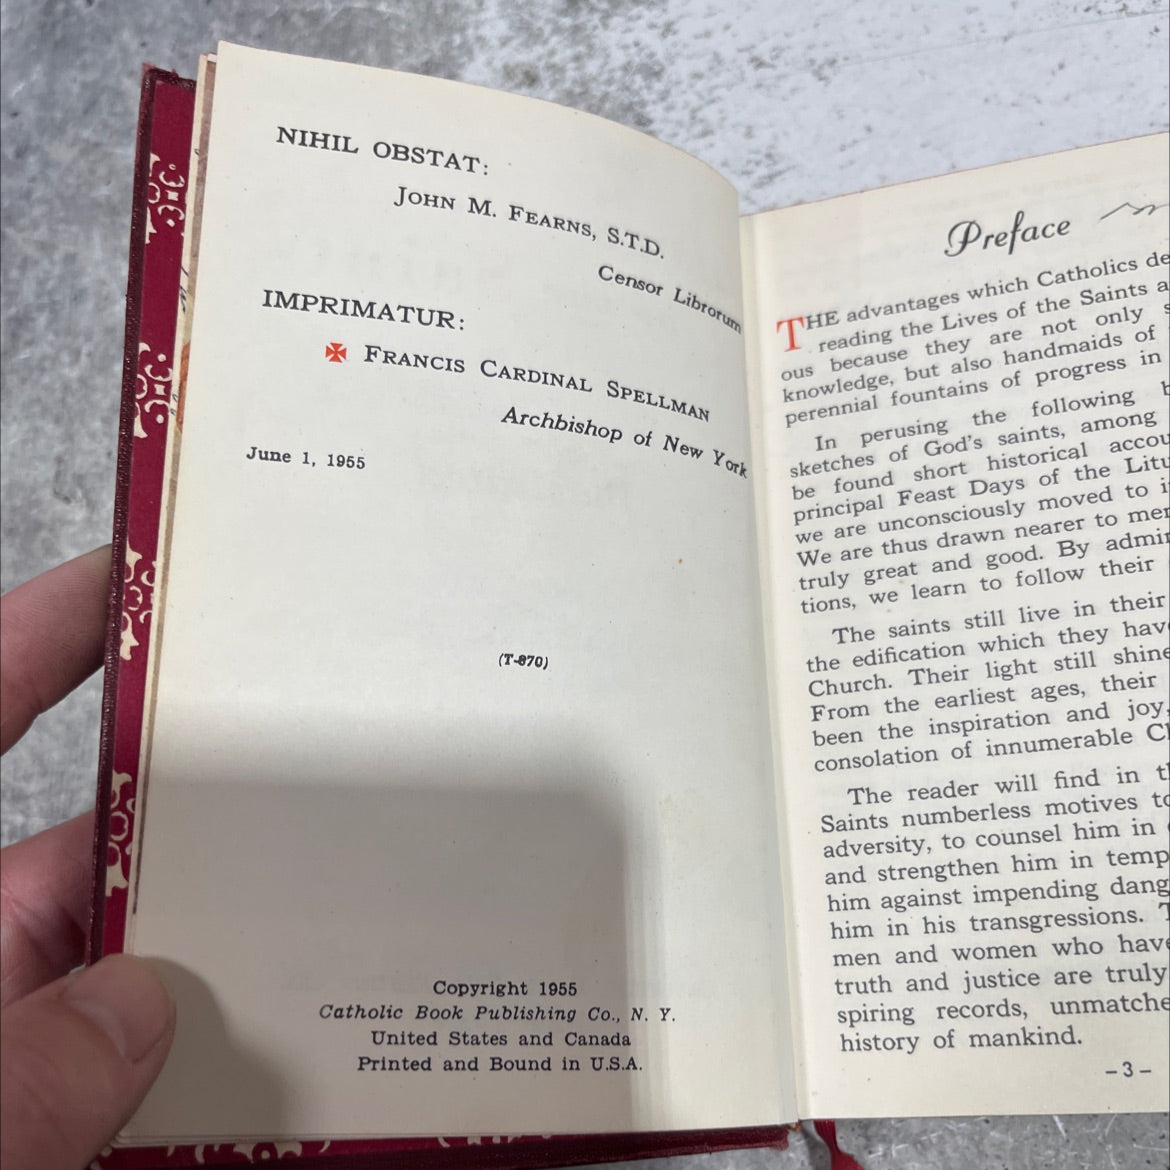 NIHIL OBSTAT:
JOHN M. FEARNS, S.T.D.
Censor Librorum
IMPRIMATUR:
✠ FRANCIS CARDINAL SPELLMAN
Archbishop of New York
June 1, 1955
(T-870)
Copyright 1955
Catholic Book Publishing Co., N. Y.
United States and Canada
Printed and Bound in U.S.A.
Preface
THE advantages which Catholics de
reading the Lives of the Saints a
ous because they are not only s
knowledge, but also handmaids of
perennial fountains of progress in
In perusing the following b
sketches of God's saints, among
be found short historical accou
principal Feast Days of the Litu
we are unconsciously moved to i
We are thus drawn nearer to mer
truly great and good. By admir
tions, we learn to follow their
The saints still live in their
the edification which they have
Church. Their light still shine
From the earliest ages, their
been the inspiration and joy,
consolation of innumerable Ch
The reader will find in th
Saints numberless motives to
adversity, to counsel him in
and strengthen him in temp
him against impending dang
him in his transgressions. T
men and women who have
truth and justice are truly
spiring records, unmatche
history of mankind.
– 3 –